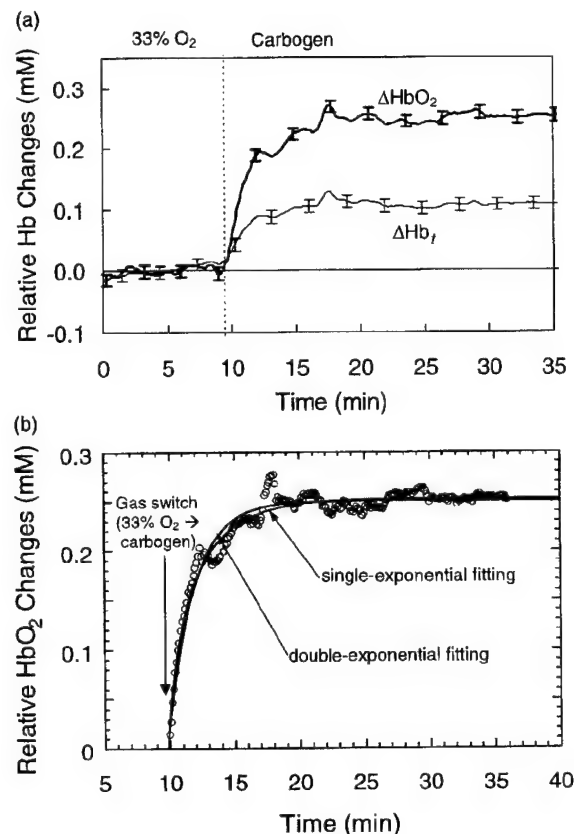 (a)
33% O₂ Carbogen
Relative Hb Changes (mM)
0.3
0.2
0.1
0.0
-0.1
ΔHbO₂
ΔHbₜ
0 5 10 15 20 25 30 35
Time (min)
(b)
Relative HbO₂ Changes (mM)
0.3
0.2
0.1
0
Gas switch
(33% O₂ →
carbogen)
single-exponential fitting
double-exponential fitting
5 10 15 20 25 30 35 40
Time (min)